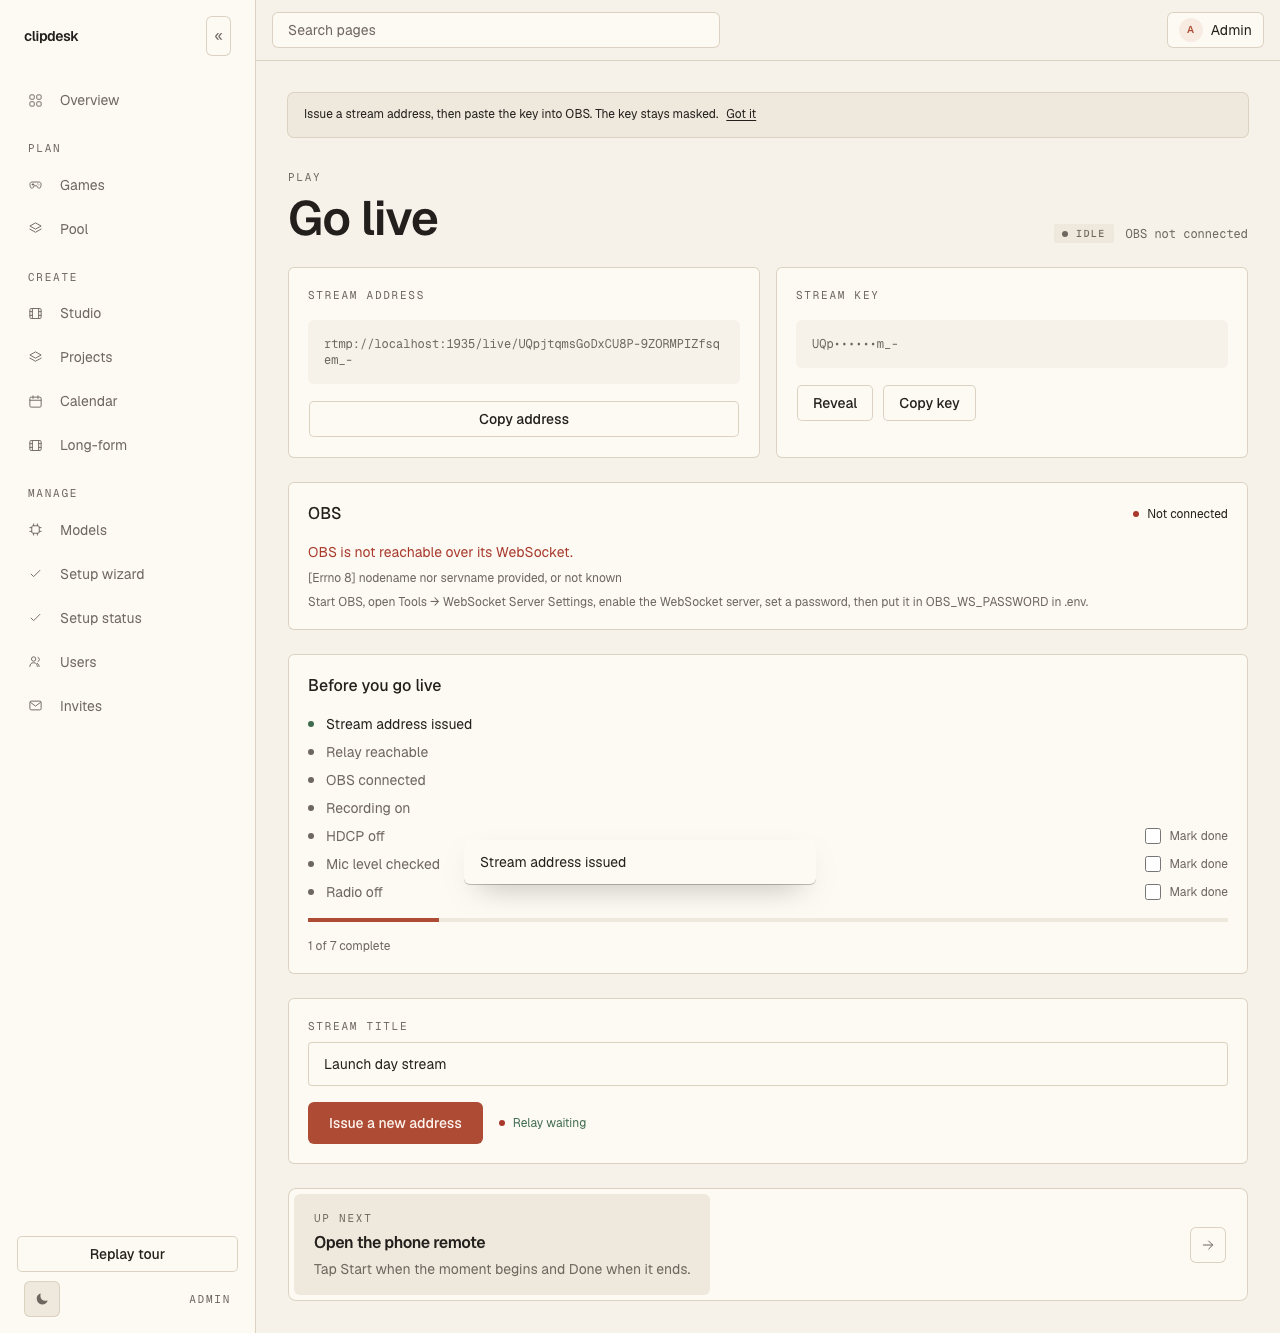 clipdesk
«
Search pages
A
Admin
Overview
PLAN
Games
Pool
CREATE
Studio
Projects
Calendar
Long-form
MANAGE
Models
Setup wizard
Setup status
Users
Invites
Replay tour
ADMIN
Issue a stream address, then paste the key into OBS. The key stays masked. Got it
PLAY
Go live
IDLE
OBS not connected
STREAM ADDRESS
rtmp://localhost:1935/live/UQpjtqmsGoDxCU8P-9ZORMPIZfsq
em_-
Copy address
STREAM KEY
UQp••••••m_-
Reveal
Copy key
OBS
Not connected
OBS is not reachable over its WebSocket.
[Errno 8] nodename nor servname provided, or not known
Start OBS, open Tools → WebSocket Server Settings, enable the WebSocket server, set a password, then put it in OBS_WS_PASSWORD in .env.
Before you go live
Stream address issued
Relay reachable
OBS connected
Recording on
HDCP off
Mark done
Mic level checked
Mark done
Radio off
Mark done
Stream address issued
1 of 7 complete
STREAM TITLE
Launch day stream
Issue a new address
Relay waiting
UP NEXT
Open the phone remote
Tap Start when the moment begins and Done when it ends.